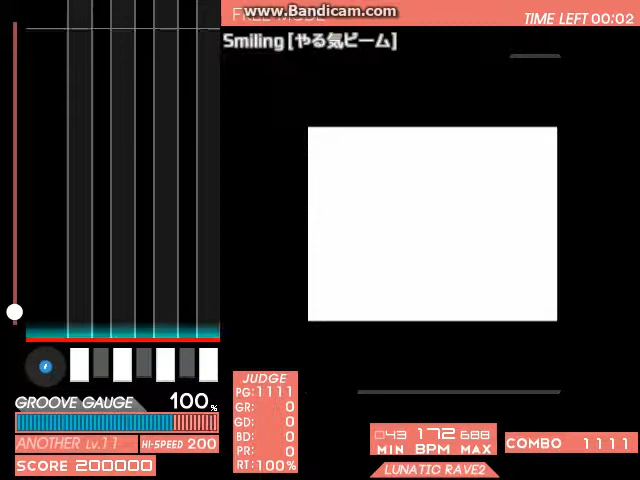 www.Bandicam.com
FREE MODE
TIME LEFT 00:02
Smiling [やる気ビーム]
GROOVE GAUGE 100%
ANOTHER LV.11 HI-SPEED 200
SCORE 200000
JUDGE
PG:1111
GR: 0
GD: 0
BD: 0
PR: 0
RT:100%
043 172 688
MIN BPM MAX
COMBO 1111
LUNATIC RAVE2